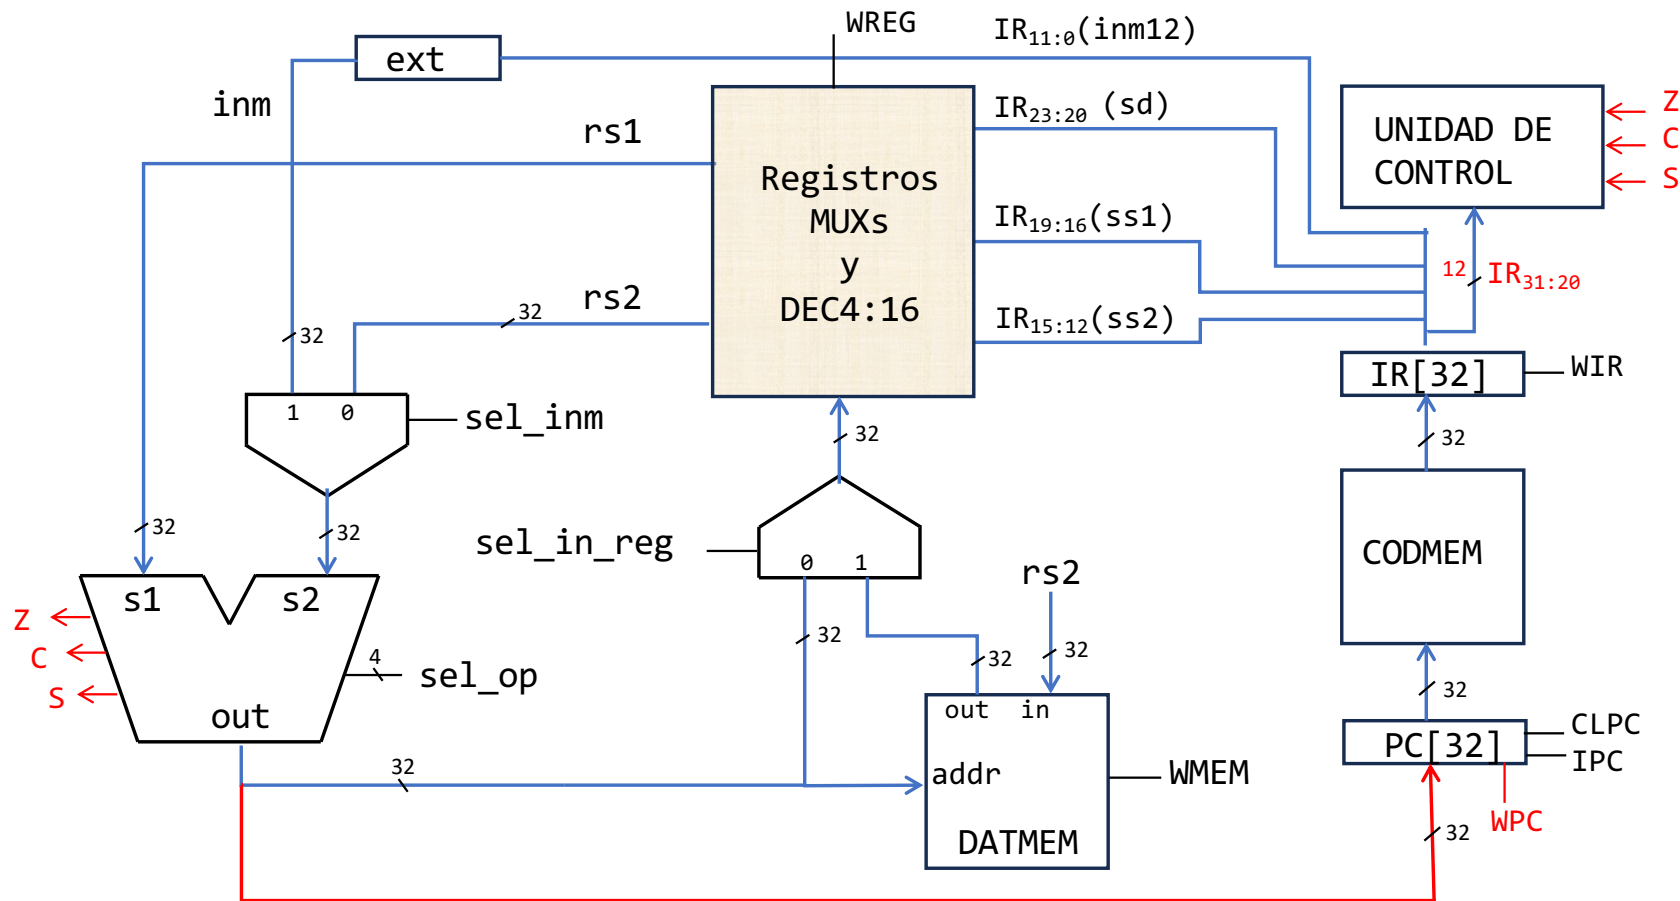 WREG
IR11:0(inm12)
ext
inm
rs1
IR23:20 (sd)
UNIDAD DE
CONTROL
Z
C
S
Registros
MUXs
y
DEC4:16
IR19:16(ss1)
rs2
32
32
IR15:12(ss2)
12
IR31:20
IR[32]
WIR
1 0
sel_inm
32
32
32
32
sel_in_reg
0 1
CODMEM
rs2
s1
s2
Z
C
S
4
sel_op
out
32
32
32
32
out in
addr
DATMEM
WMEM
PC[32]
CLPC
IPC
WPC
32
32